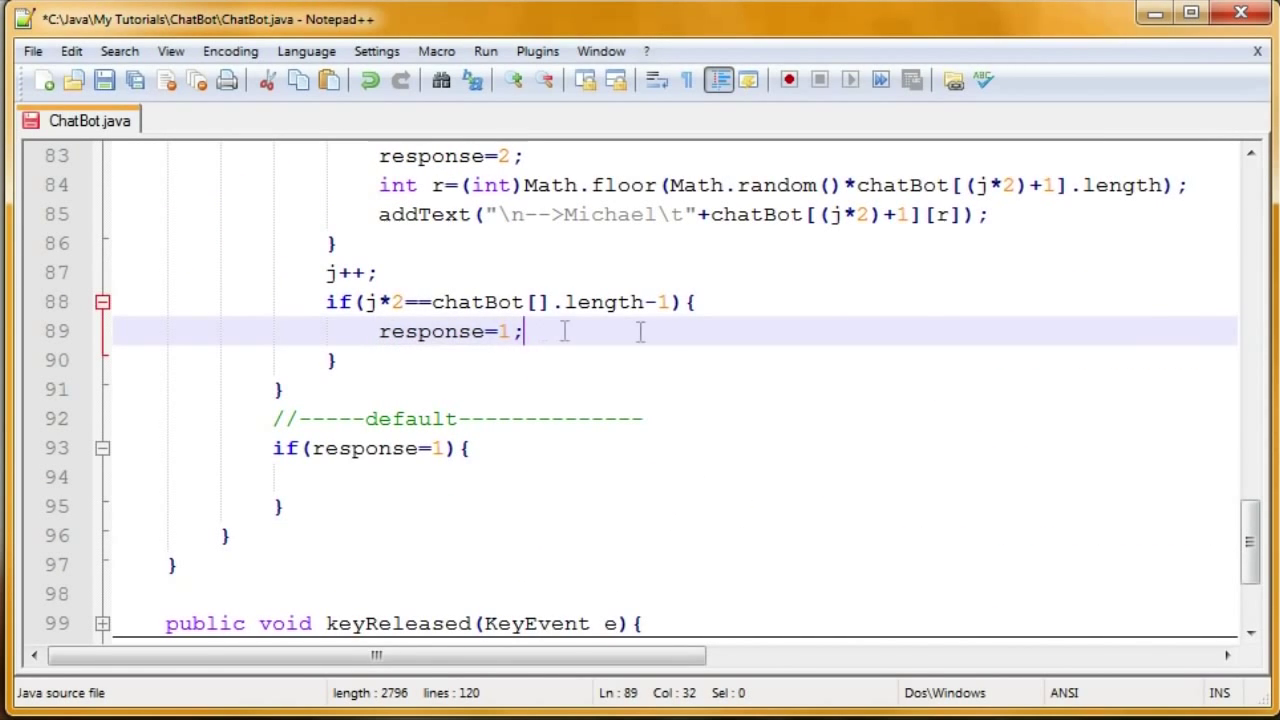 *C:\Java\My Tutorials\ChatBot\ChatBot.java - Notepad++
File Edit Search View Encoding Language Settings Macro Run Plugins Window ? X
ABC
ChatBot.java
83 response=2;
84 int r=(int)Math.floor(Math.random()*chatBot[(j*2)+1].length);
85 addText("\n-->Michael\t"+chatBot[(j*2)+1][r]);
86 }
87 j++;
88 if(j*2==chatBot[].length-1){
89 response=1;
90 }
91 }
92 //-----default--------------
93 if(response=1){
94
95 }
96 }
97 }
98
99 public void keyReleased(KeyEvent e){
Java source file length : 2796 lines : 120 Ln : 89 Col : 32 Sel : 0 Dos\Windows ANSI INS